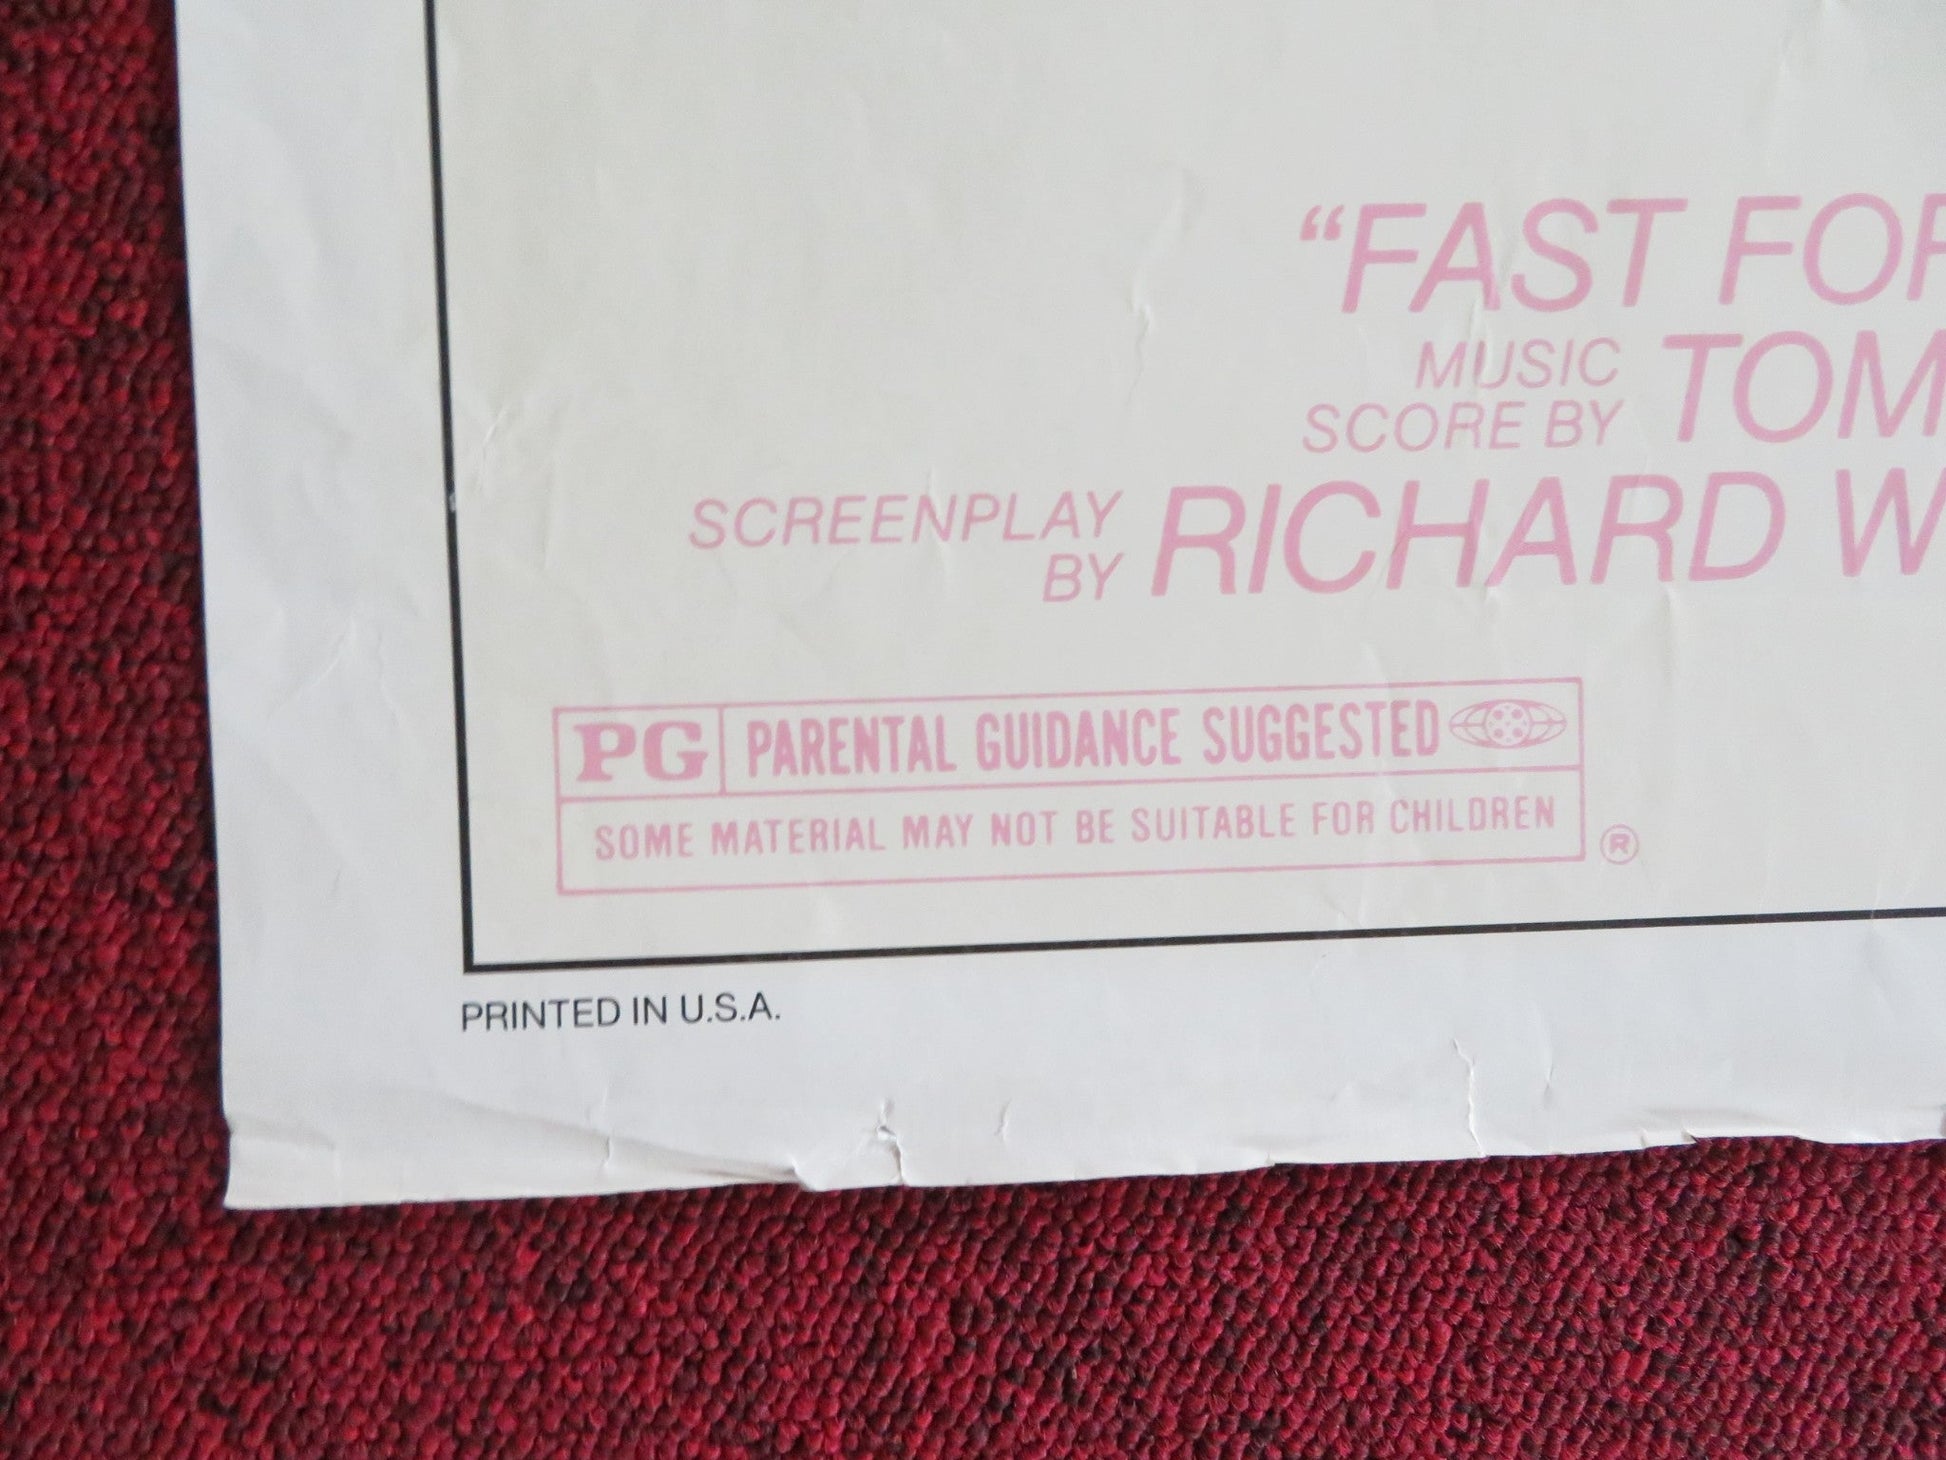 “FAST FOR
MUSIC
SCORE BY TOM
SCREENPLAY
BY RICHARD W
PG PARENTAL GUIDANCE SUGGESTED
SOME MATERIAL MAY NOT BE SUITABLE FOR CHILDREN
®
PRINTED IN U.S.A.